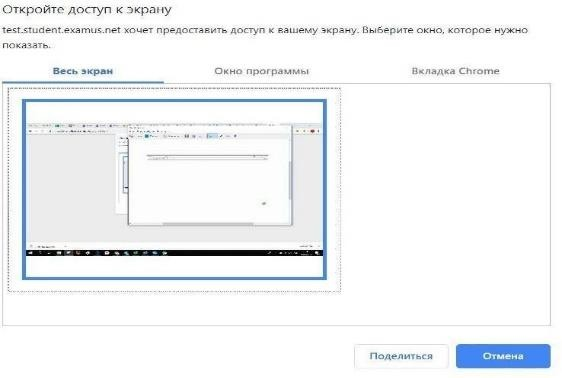 Откройте доступ к экрану
test.student.examus.net хочет предоставить доступ к вашему экрану. Выберите окно, которое нужно
показать.
Весь экран Окно программы Вкладка Chrome
Поделиться Отмена